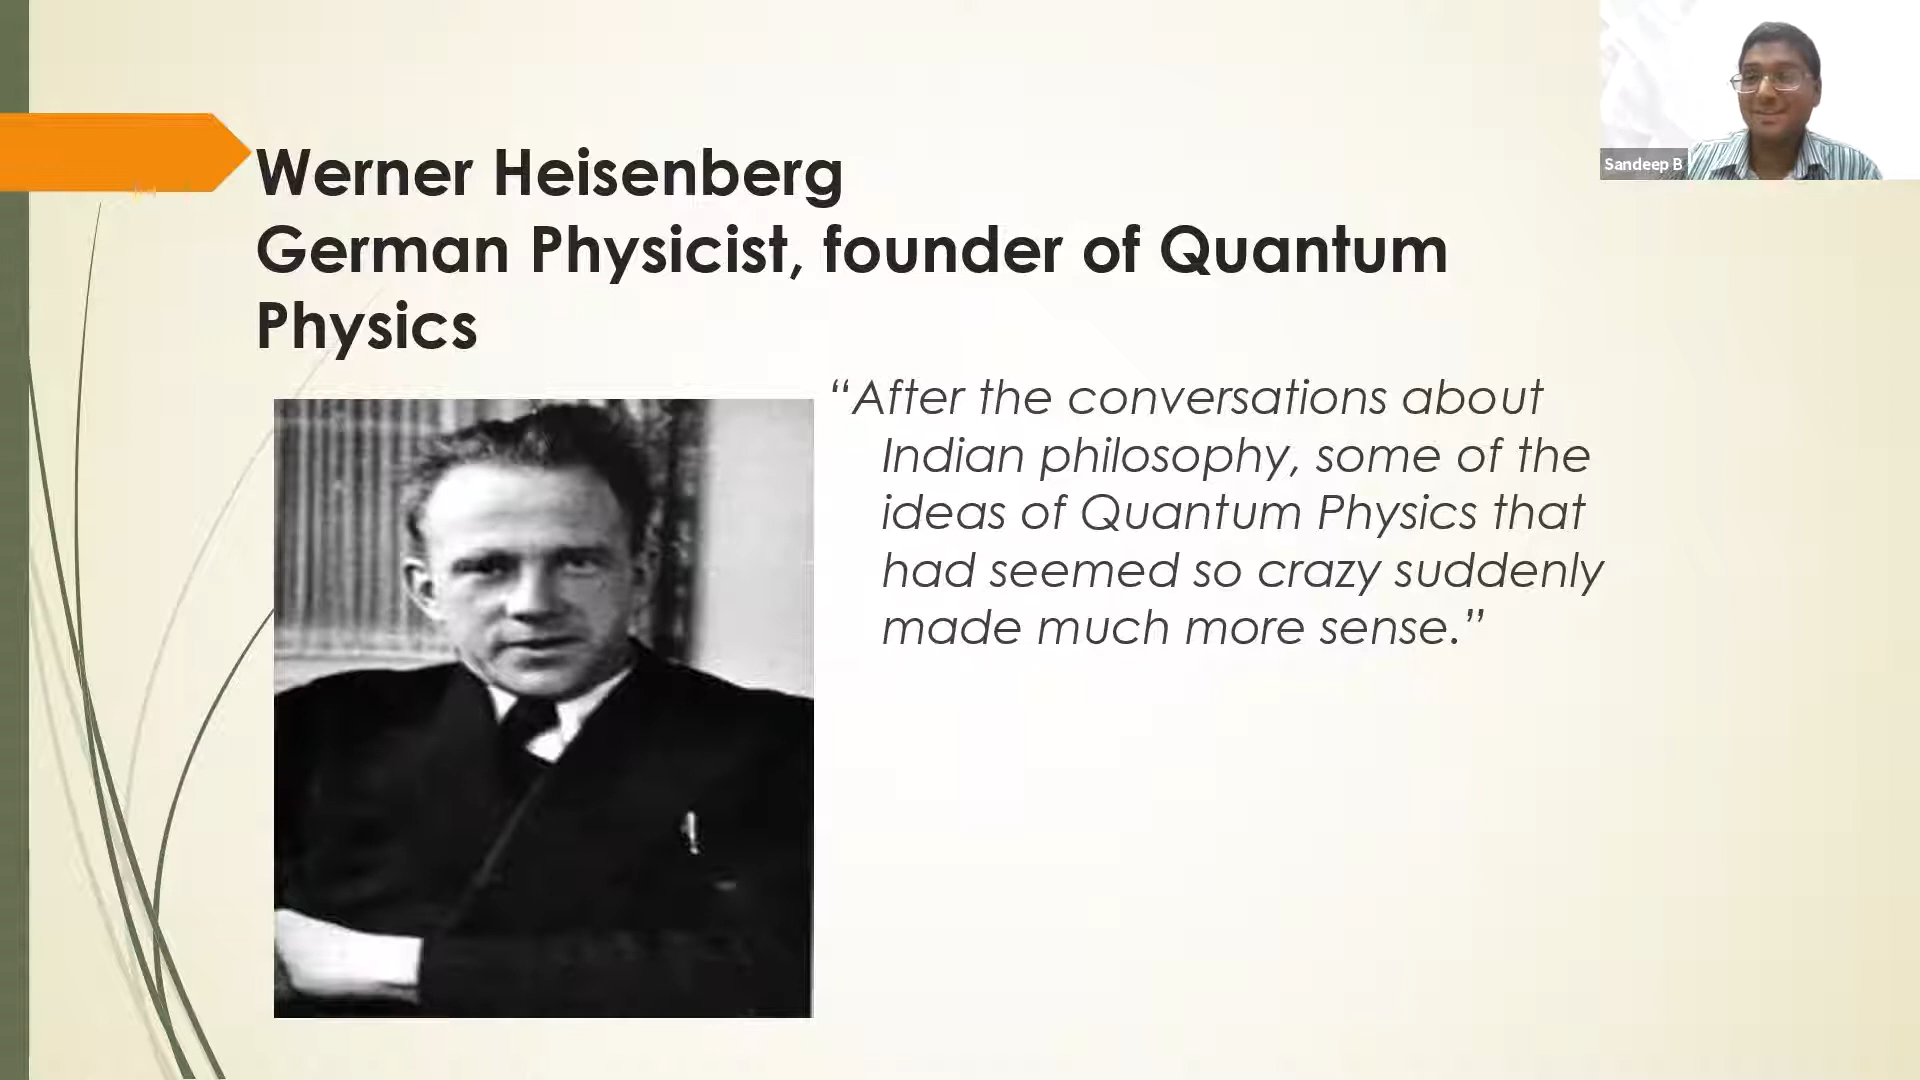 Werner Heisenberg
German Physicist, founder of Quantum
Physics
“After the conversations about
Indian philosophy, some of the
ideas of Quantum Physics that
had seemed so crazy suddenly
made much more sense.”
Sandeep B